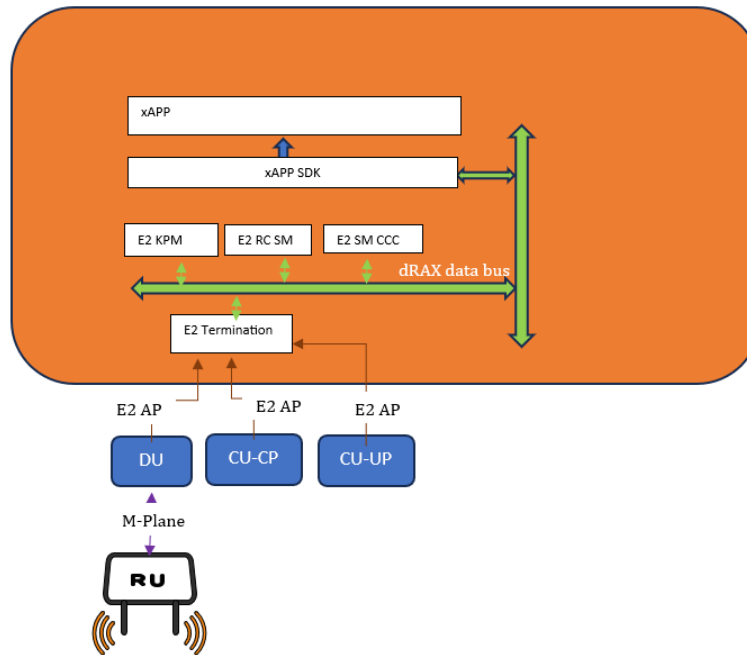 xAPP
xAPP SDK
E2 KPM
E2 RC SM
E2 SM CCC
dRAX data bus
E2 Termination
E2 AP
E2 AP
E2 AP
DU
CU-CP
CU-UP
M-Plane
RU